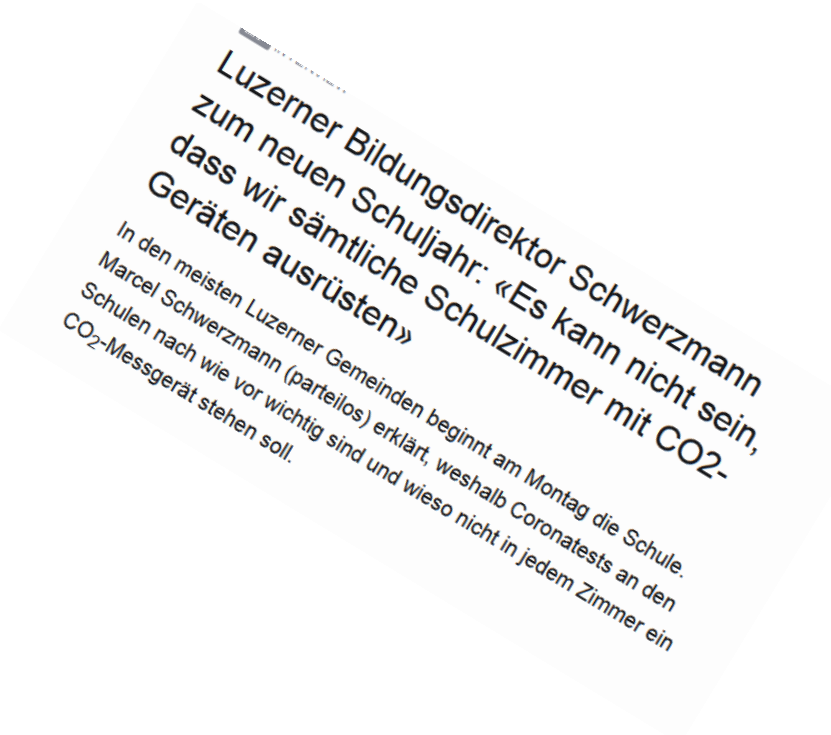 Luzerner Bildungsdirektor Schwerzmann
zum neuen Schuljahr: «Es kann nicht sein,
dass wir sämtliche Schulzimmer mit CO2-
Geräten ausrüsten»
In den meisten Luzerner Gemeinden beginnt am Montag die Schule.
Marcel Schwerzmann (parteilos) erklärt, weshalb Coronatests an den
Schulen nach wie vor wichtig sind und wieso nicht in jedem Zimmer ein
CO₂-Messgerät stehen soll.